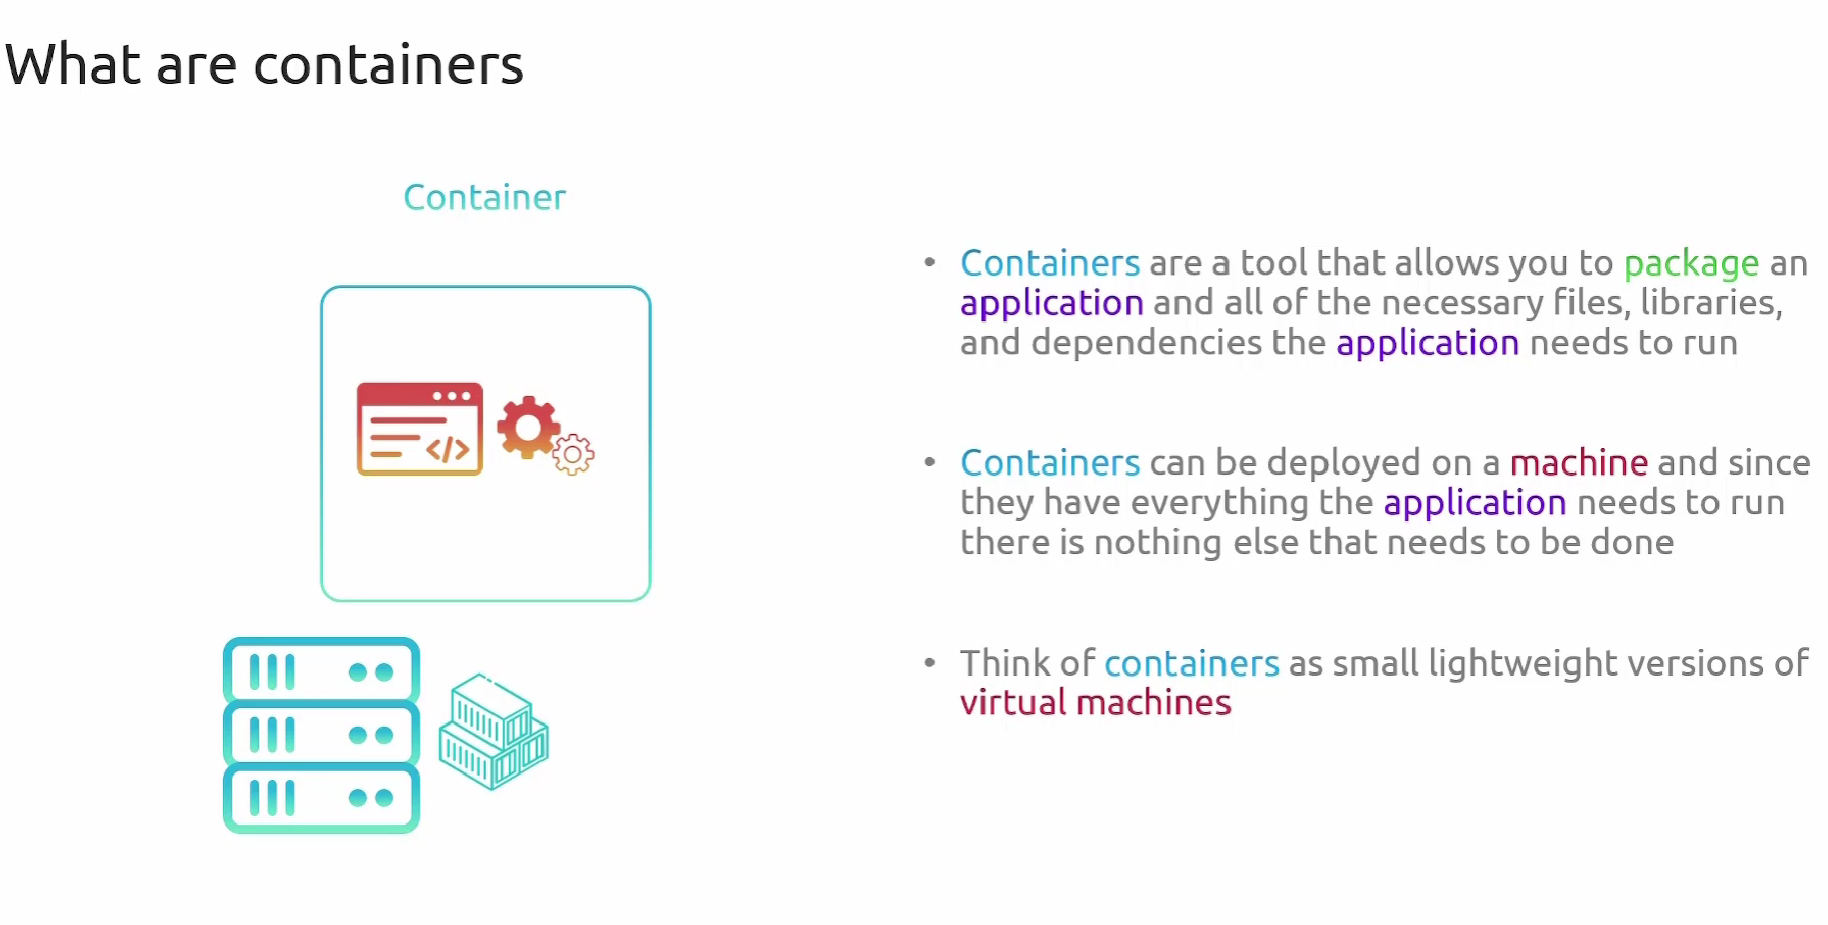 What are containers
Container
</>
• Containers are a tool that allows you to package an
application and all of the necessary files, libraries,
and dependencies the application needs to run
• Containers can be deployed on a machine and since
they have everything the application needs to run
there is nothing else that needs to be done
• Think of containers as small lightweight versions of
virtual machines